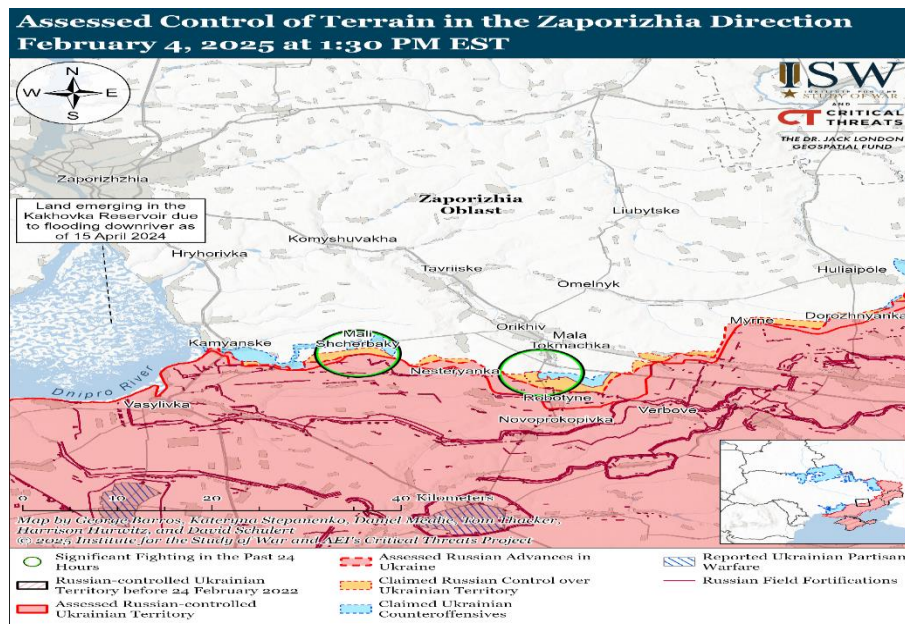 Assessed Control of Terrain in the Zaporizhia Direction
February 4, 2025 at 1:30 PM EST
N
W E
S
ISW
INSTITUTE FOR THE
STUDY OF WAR
AND
CT CRITICAL
THREATS
THE DR. JACK LONDON
GEOSPATIAL FUND
Zaporizhzhia
Land emerging in the
Kakhovka Reservoir due
to flooding downriver as
of 15 April 2024
Zaporizhia
Oblast
Liubytske
Komyshuvakha
Hryhorivka
Tavriiske
Huliaipole
Omelnyk
Orikhiv
Myrne
Dorozhnyanka
Mali
Shcherbaky
Mala
Tokmachka
Kamyanske
Nesteryanka
Dnipro River
Vasylivka
Robotyne
Verbove
Novoprokopivka
0 10 20 40 Kilometers
Map by George Barros, Kateryna Stepanenko, Daniel Mealie, Tom Thacker,
Harrison Hurwitz, and David Schulert
© 2025 Institute for the Study of War and AEI's Critical Threats Project
Significant Fighting in the Past 24
Hours
Russian-controlled Ukrainian
Territory before 24 February 2022
Assessed Russian-controlled
Ukrainian Territory
Assessed Russian Advances in
Ukraine
Claimed Russian Control over
Ukrainian Territory
Claimed Ukrainian
Counteroffensives
Reported Ukrainian Partisan
Warfare
Russian Field Fortifications